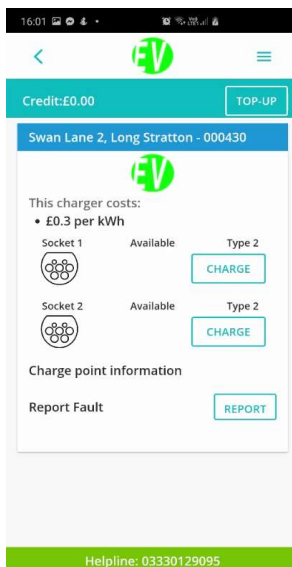 16:01
EV
Credit:£0.00 TOP-UP
Swan Lane 2, Long Stratton - 000430
EV
This charger costs:
• £0.3 per kWh
Socket 1 Available Type 2
CHARGE
Socket 2 Available Type 2
CHARGE
Charge point information
Report Fault REPORT
Helpline: 03330129095